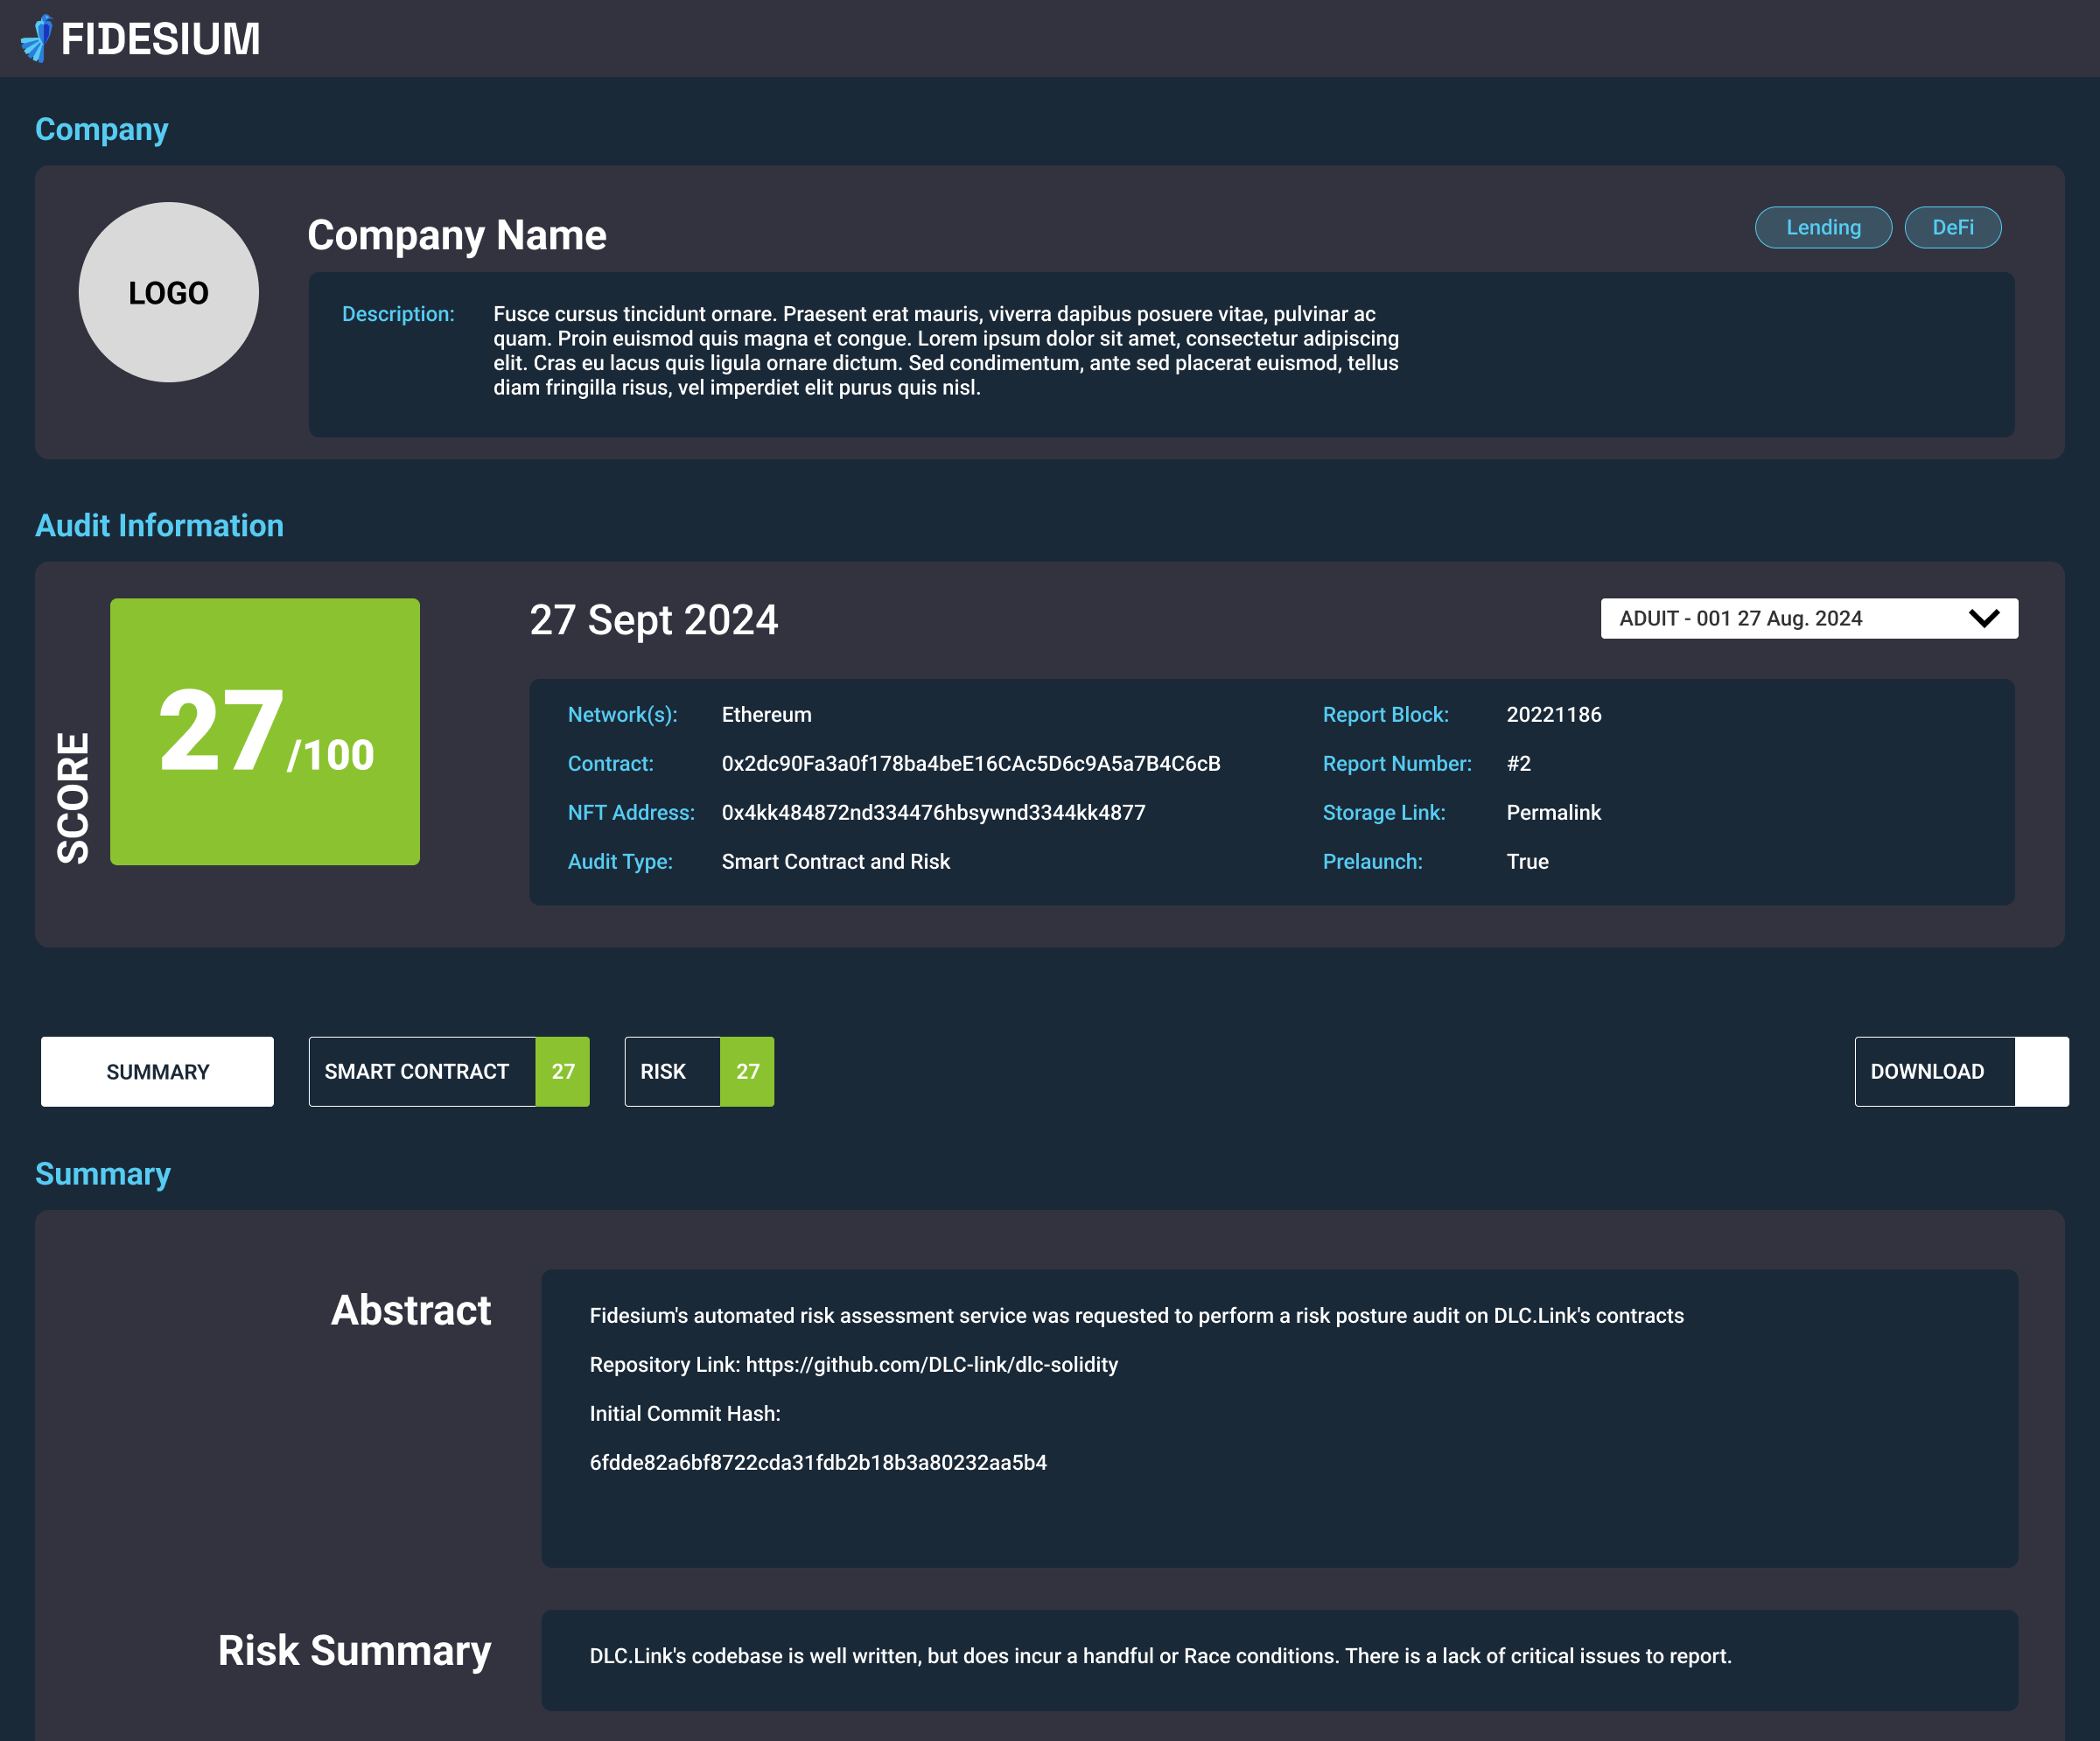 FIDESIUM
Company
LOGO
Company Name
Lending
DeFi
Description:
Fusce cursus tincidunt ornare. Praesent erat mauris, viverra dapibus posuere vitae, pulvinar ac
quam. Proin euismod quis magna et congue. Lorem ipsum dolor sit amet, consectetur adipiscing
elit. Cras eu lacus quis ligula ornare dictum. Sed condimentum, ante sed placerat euismod, tellus
diam fringilla risus, vel imperdiet elit purus quis nisl.
Audit Information
SCORE
27/100
27 Sept 2024
ADUIT - 001 27 Aug. 2024
Network(s): Ethereum
Contract: 0x2dc90Fa3a0f178ba4beE16CAc5D6c9A5a7B4C6cB
NFT Address: 0x4kk484872nd334476hbsywnd3344kk4877
Audit Type: Smart Contract and Risk
Report Block: 20221186
Report Number: #2
Storage Link: Permalink
Prelaunch: True
SUMMARY
SMART CONTRACT 27
RISK 27
DOWNLOAD
Summary
Abstract
Fidesium's automated risk assessment service was requested to perform a risk posture audit on DLC.Link's contracts
Repository Link: https://github.com/DLC-link/dlc-solidity
Initial Commit Hash:
6fdde82a6bf8722cda31fdb2b18b3a80232aa5b4
Risk Summary
DLC.Link's codebase is well written, but does incur a handful or Race conditions. There is a lack of critical issues to report.